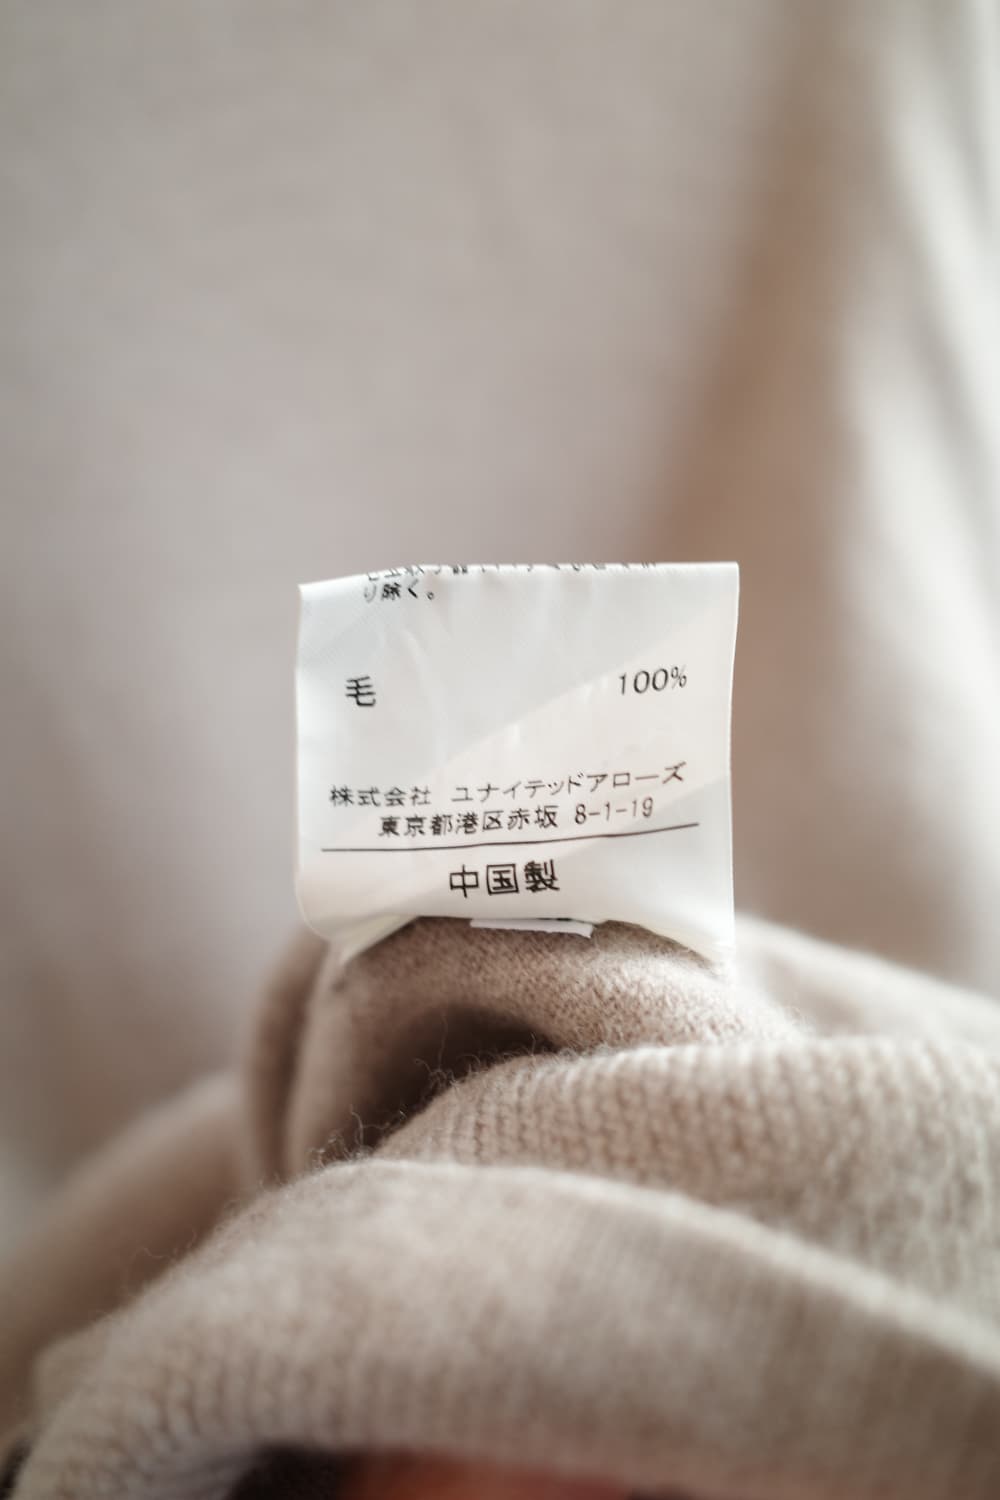 り除く。
毛 100%
株式会社 ユナイテッドアローズ
東京都港区赤坂 8-1-19
中国製